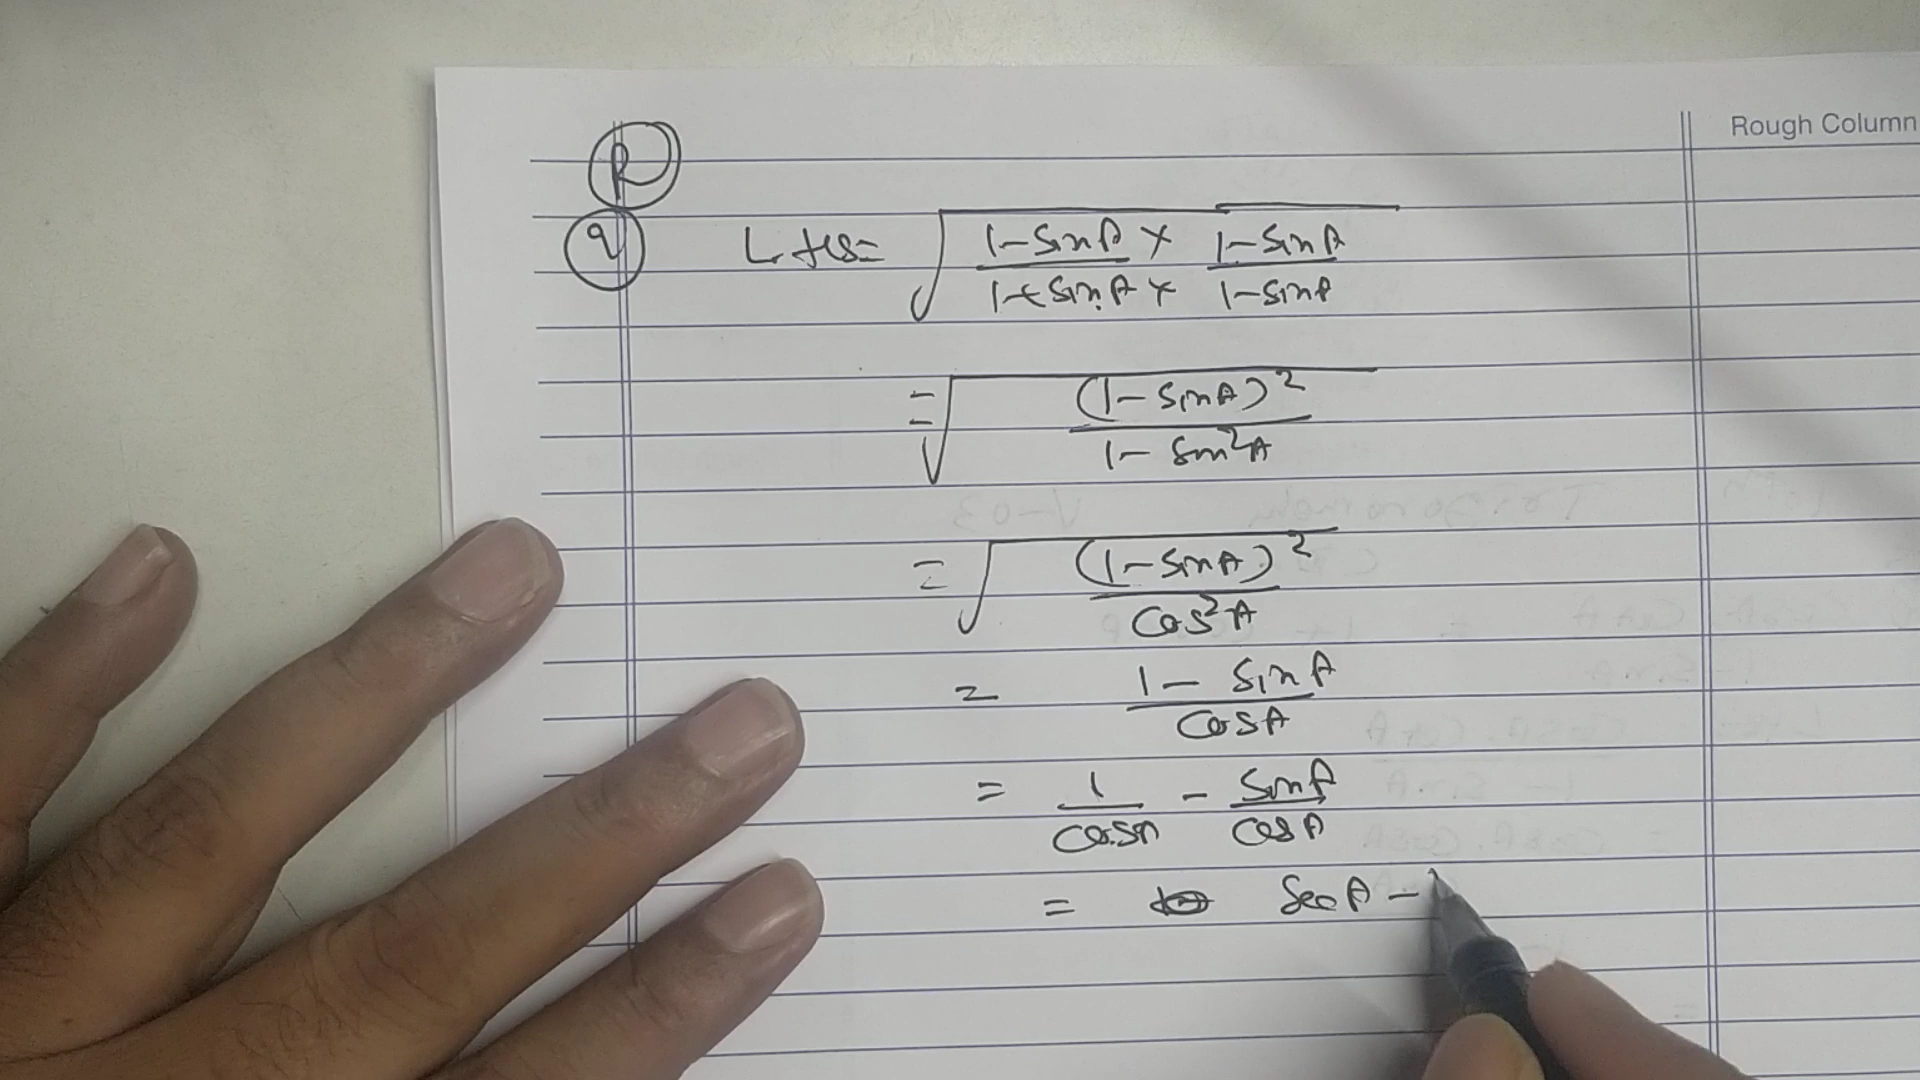 Rough Column
R
9 LHS= √ 1-sinA × 1-sinA
1+sinA × 1-sinA
= √ (1-sinA)²
1-sin²A
= √ (1-sinA)²
cos²A
= 1-sinA
cosA
= 1 - sinA
cosA cosA
= secA -